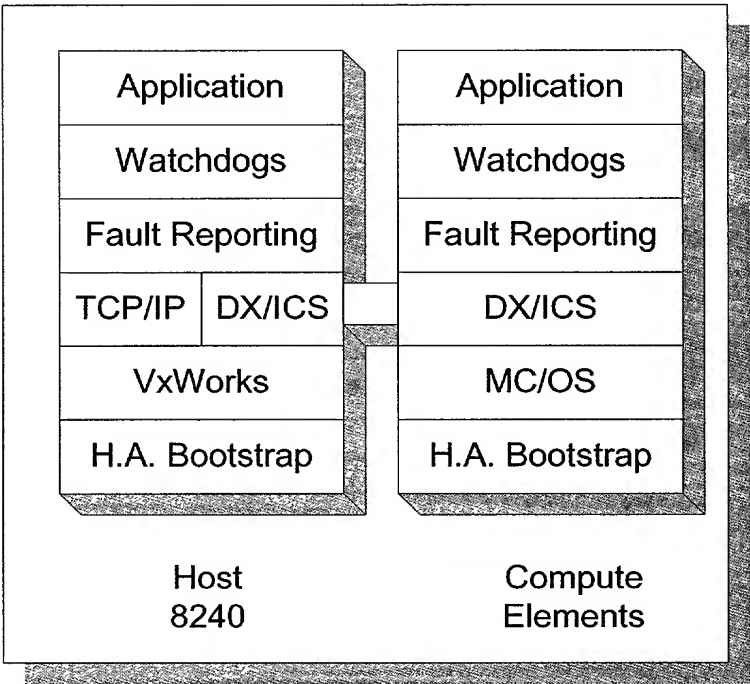 Application
Watchdogs
Fault Reporting
TCP/IP DX/ICS
VxWorks
H.A. Bootstrap
Host
8240
Application
Watchdogs
Fault Reporting
DX/ICS
MC/OS
H.A. Bootstrap
Compute
Elements